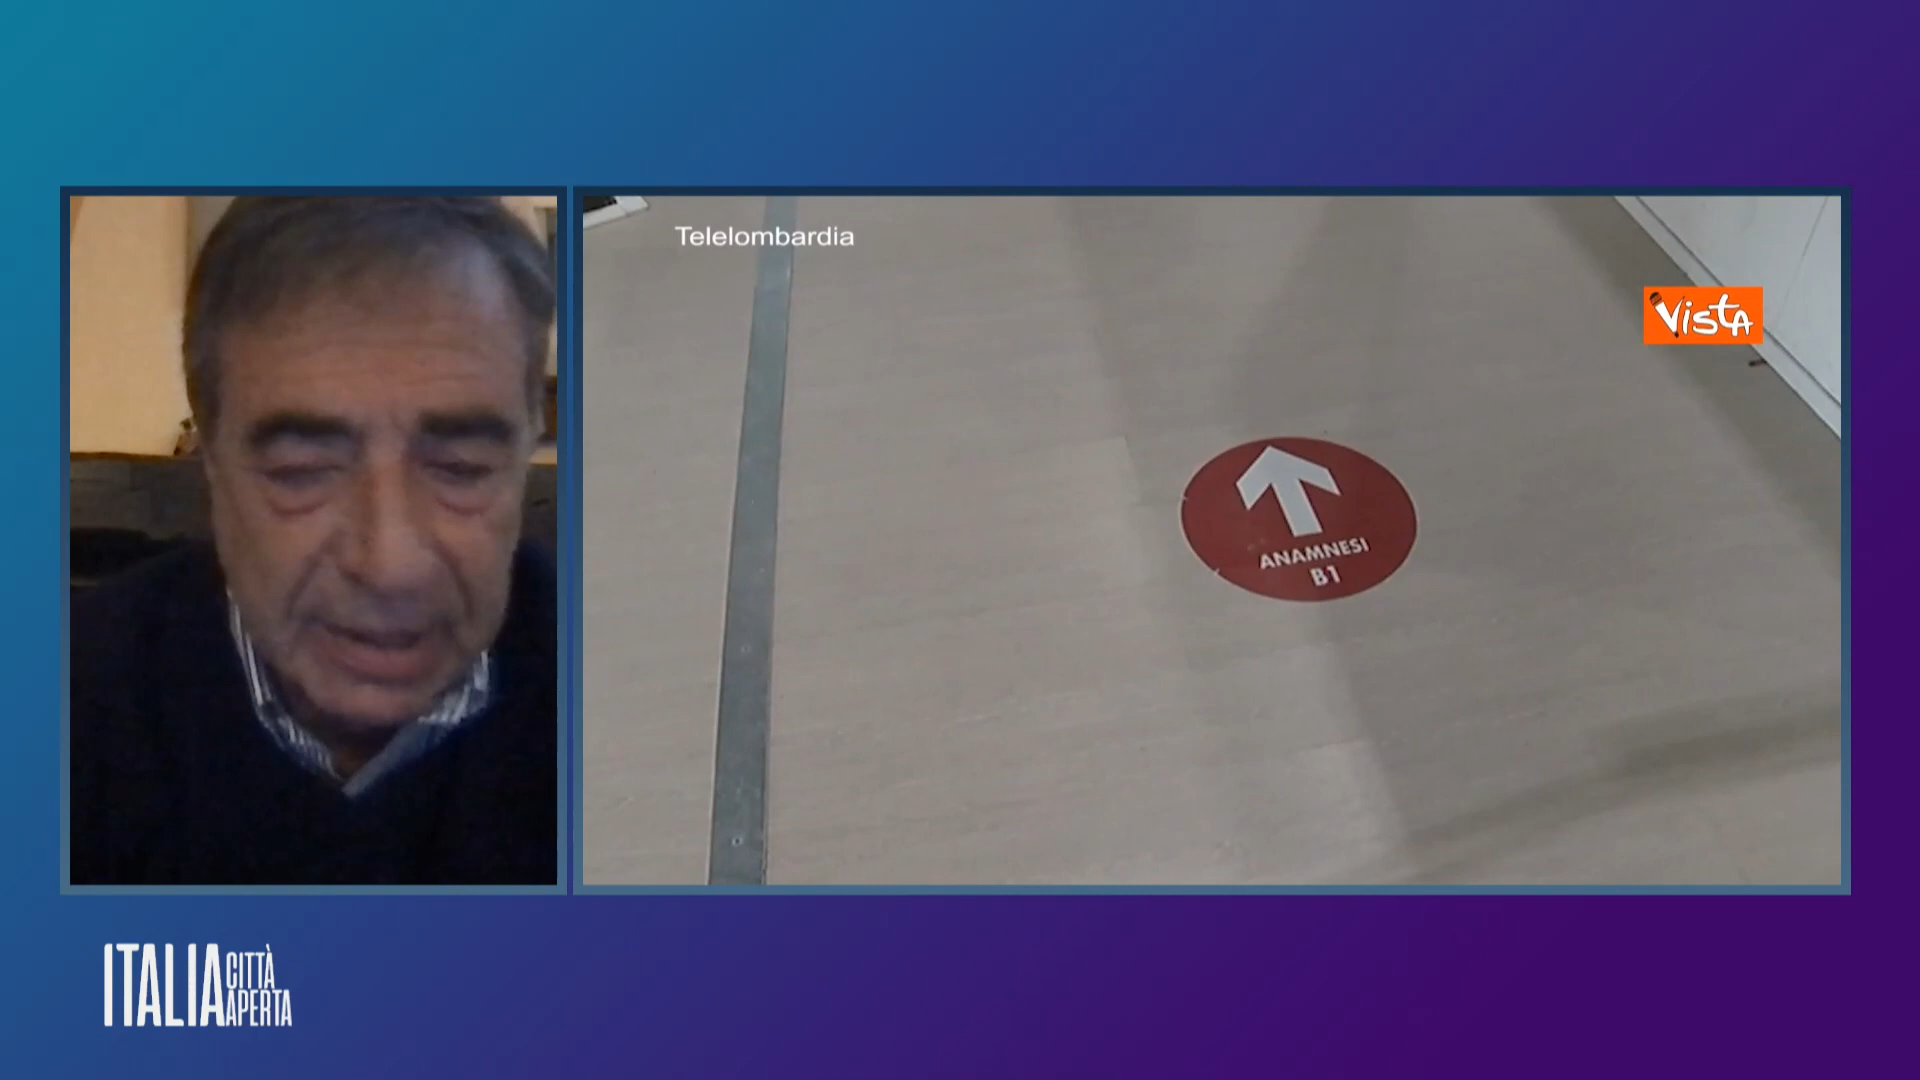 Telelombardia
Vista
ANAMNESI
B1
ITALIA CITTÀ
APERTA